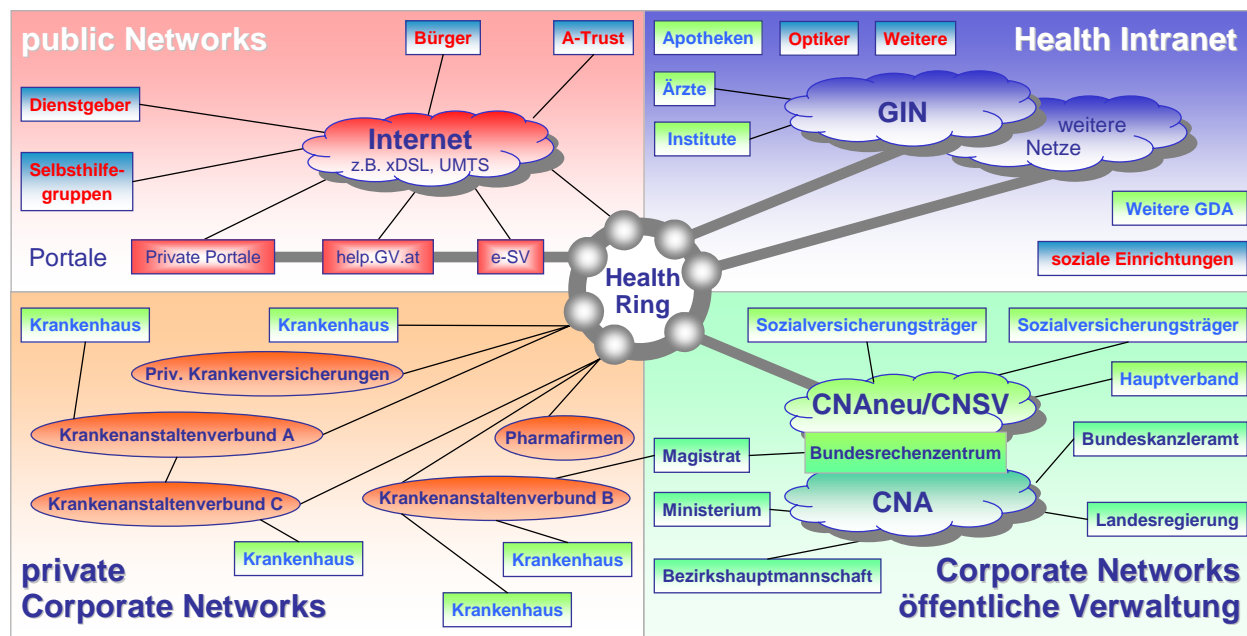 public Networks
Bürger
A-Trust
Dienstgeber
Internet
z.B. xDSL, UMTS
Selbsthilfe-
gruppen
Portale
Private Portale
help.GV.at
e-SV
Health Intranet
Apotheken
Optiker
Weitere
Ärzte
GIN
Institute
weitere
Netze
Weitere GDA
soziale Einrichtungen
Health
Ring
Krankenhaus
Krankenhaus
Priv. Krankenversicherungen
Krankenanstaltenverbund A
Pharmafirmen
Krankenanstaltenverbund C
Krankenanstaltenverbund B
Krankenhaus
Krankenhaus
Krankenhaus
private
Corporate Networks
Sozialversicherungsträger
Sozialversicherungsträger
Hauptverband
CNAneu/CNSV
Bundeskanzleramt
Magistrat
Bundesrechenzentrum
Ministerium
CNA
Landesregierung
Bezirkshauptmannschaft
Corporate Networks
öffentliche Verwaltung